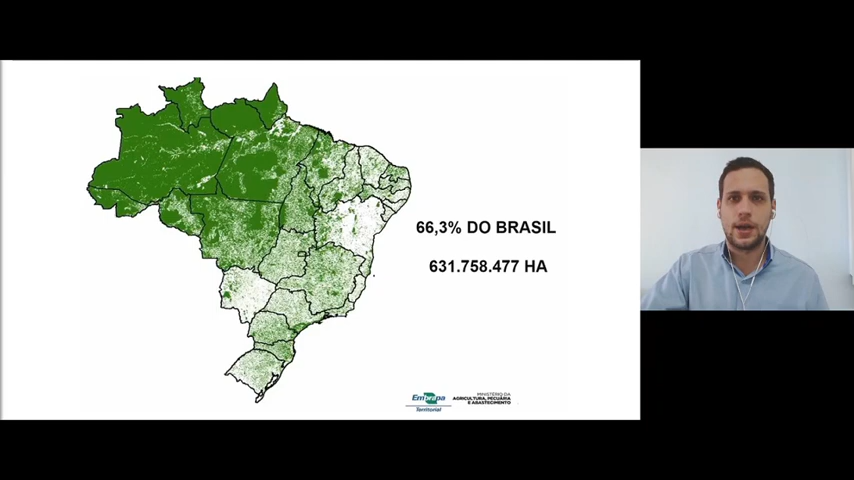 66,3% DO BRASIL
631.758.477 HA
Embrapa
Territorial
MINISTÉRIO DA
AGRICULTURA, PECUÁRIA
E ABASTECIMENTO